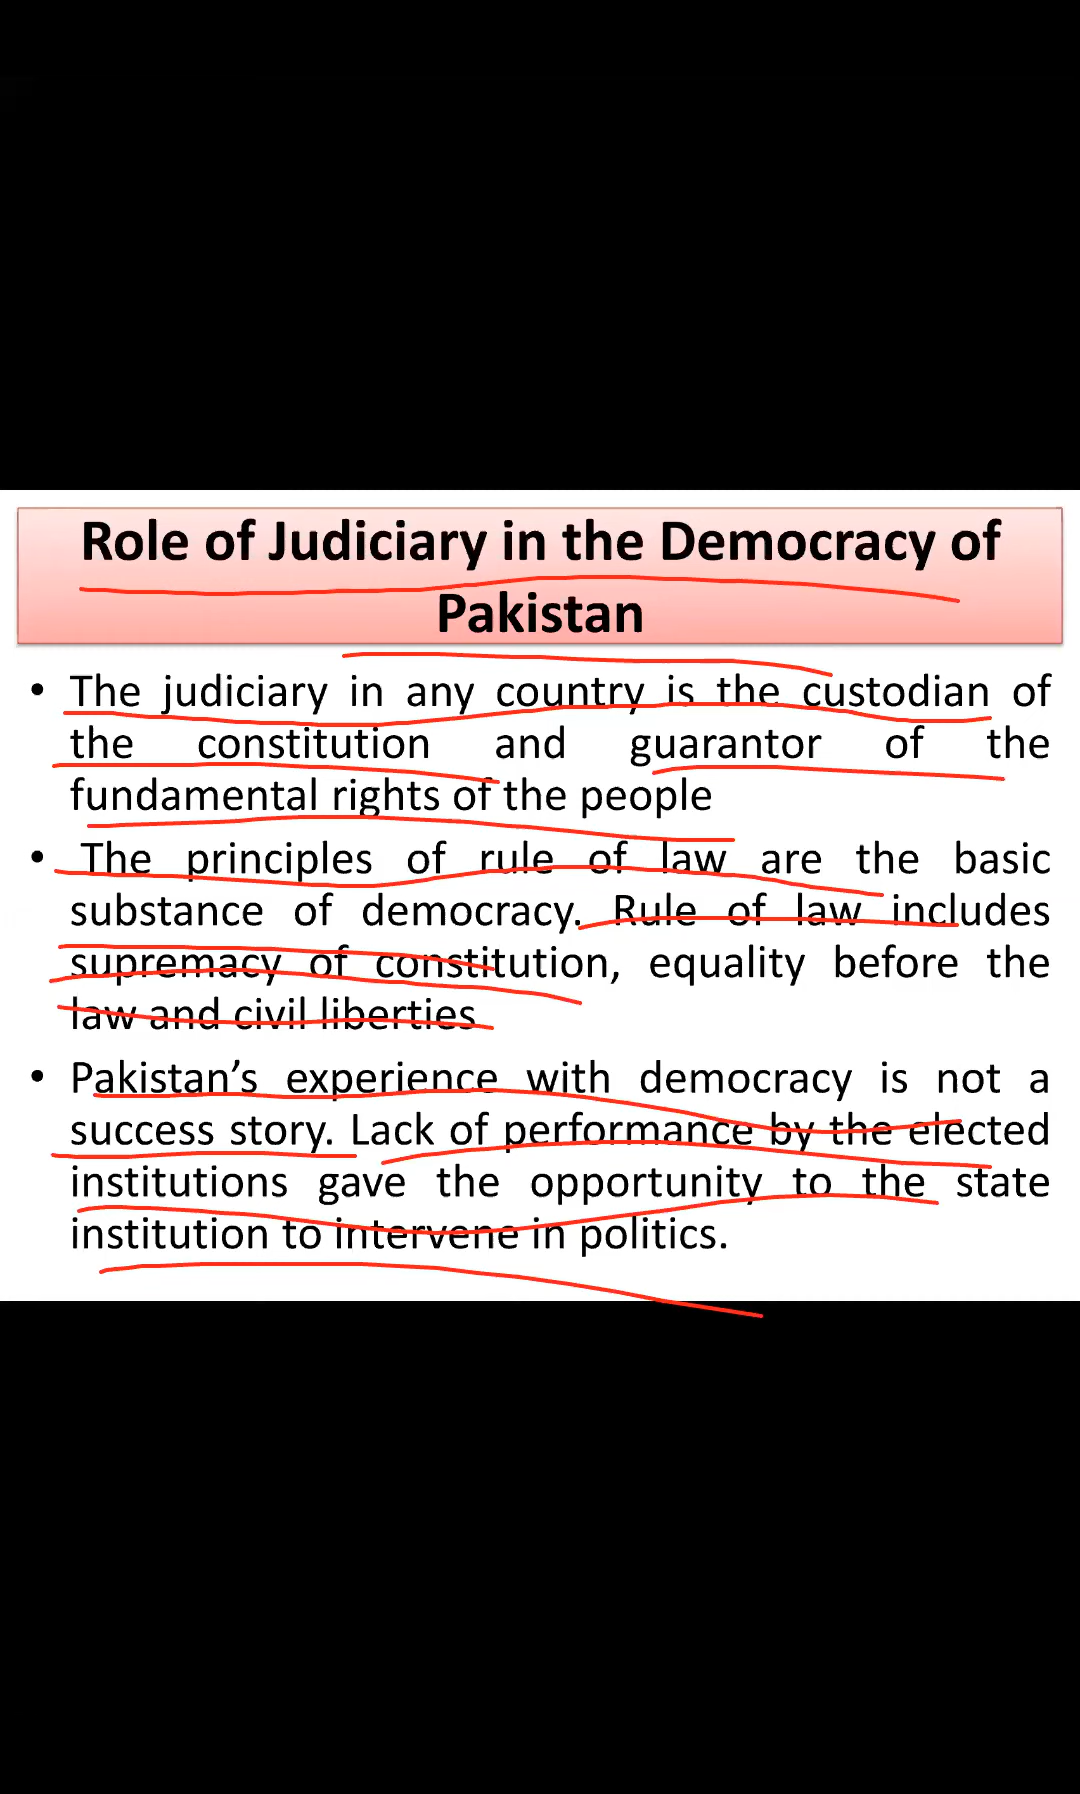 Role of Judiciary in the Democracy of
Pakistan
• The judiciary in any country is the custodian of
the constitution and guarantor of the
fundamental rights of the people
• The principles of rule of law are the basic
substance of democracy. Rule of law includes
supremacy of constitution, equality before the
law and civil liberties
• Pakistan’s experience with democracy is not a
success story. Lack of performance by the elected
institutions gave the opportunity to the state
institution to intervene in politics.